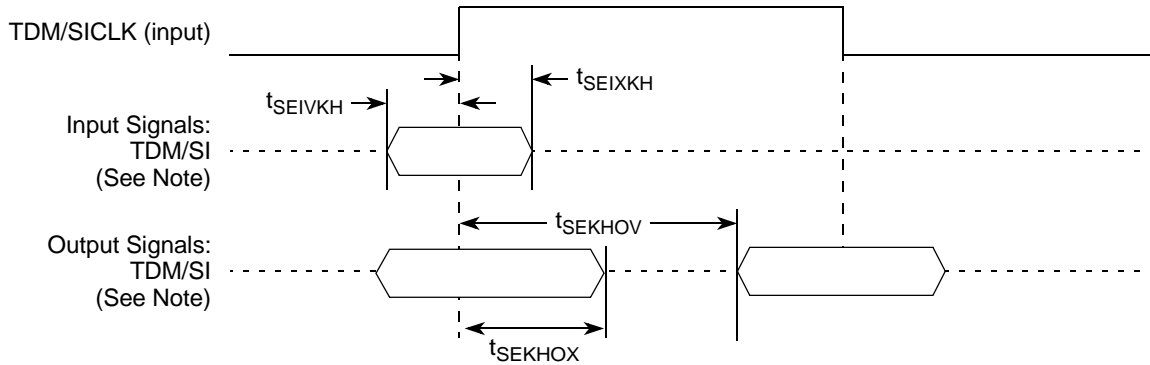 TDM/SICLK (input)
tSEIXKH
tSEIVKH
Input Signals:
TDM/SI
(See Note)
tSEKHOV
Output Signals:
TDM/SI
(See Note)
tSEKHOX